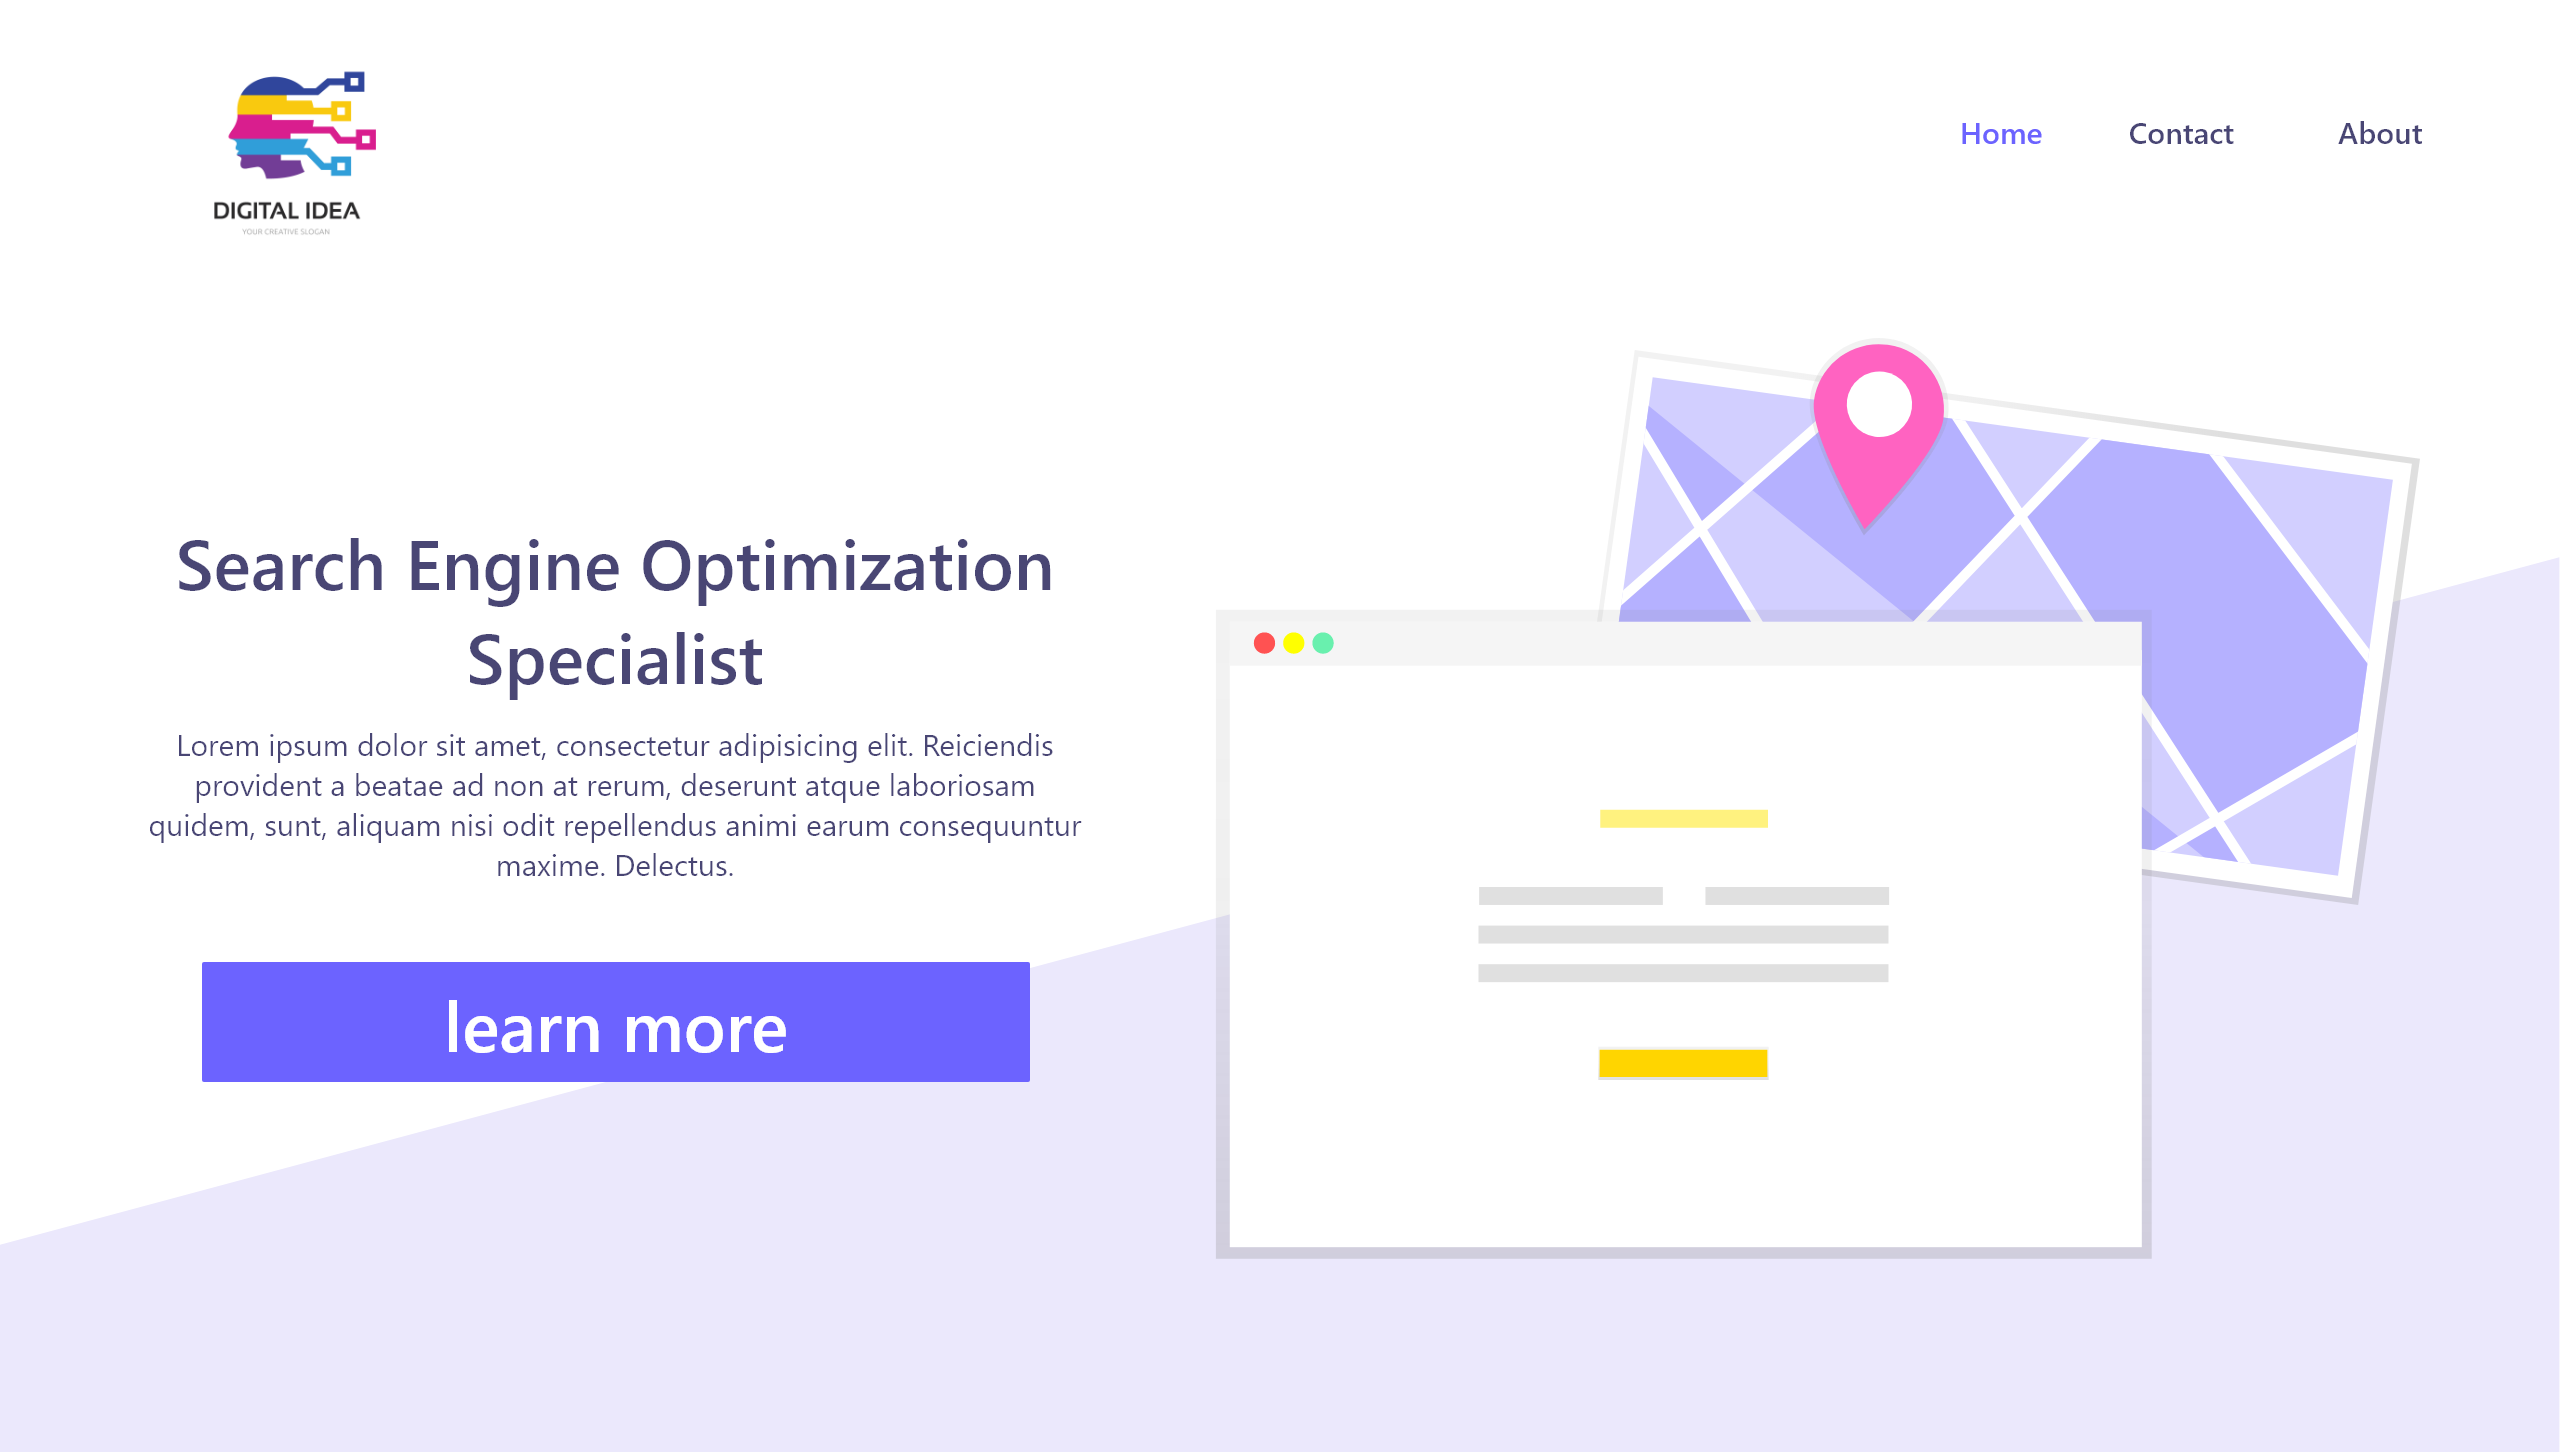 DIGITAL IDEA
YOUR CREATIVE SLOGAN
Home
Contact
About
Search Engine Optimization
Specialist
Lorem ipsum dolor sit amet, consectetur adipisicing elit. Reiciendis
provident a beatae ad non at rerum, deserunt atque laboriosam
quidem, sunt, aliquam nisi odit repellendus animi earum consequuntur
maxime. Delectus.
learn more